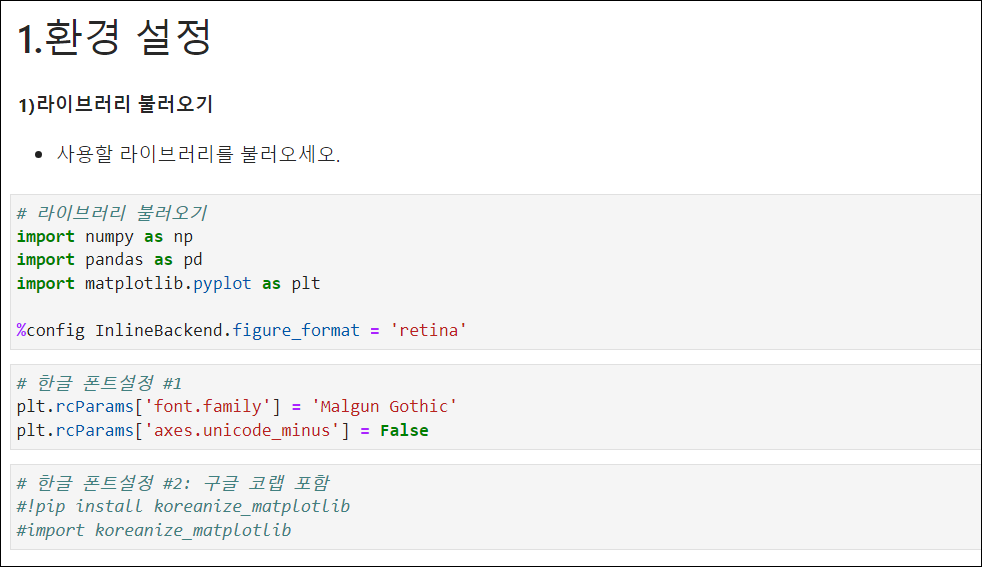 1.환경 설정
1)라이브러리 불러오기
• 사용할 라이브러리를 불러오세오.
# 라이브러리 불러오기
import numpy as np
import pandas as pd
import matplotlib.pyplot as plt
%config InlineBackend.figure_format = 'retina'
# 한글 폰트설정 #1
plt.rcParams['font.family'] = 'Malgun Gothic'
plt.rcParams['axes.unicode_minus'] = False
# 한글 폰트설정 #2: 구글 코랩 포함
#!pip install koreanize_matplotlib
#import koreanize_matplotlib